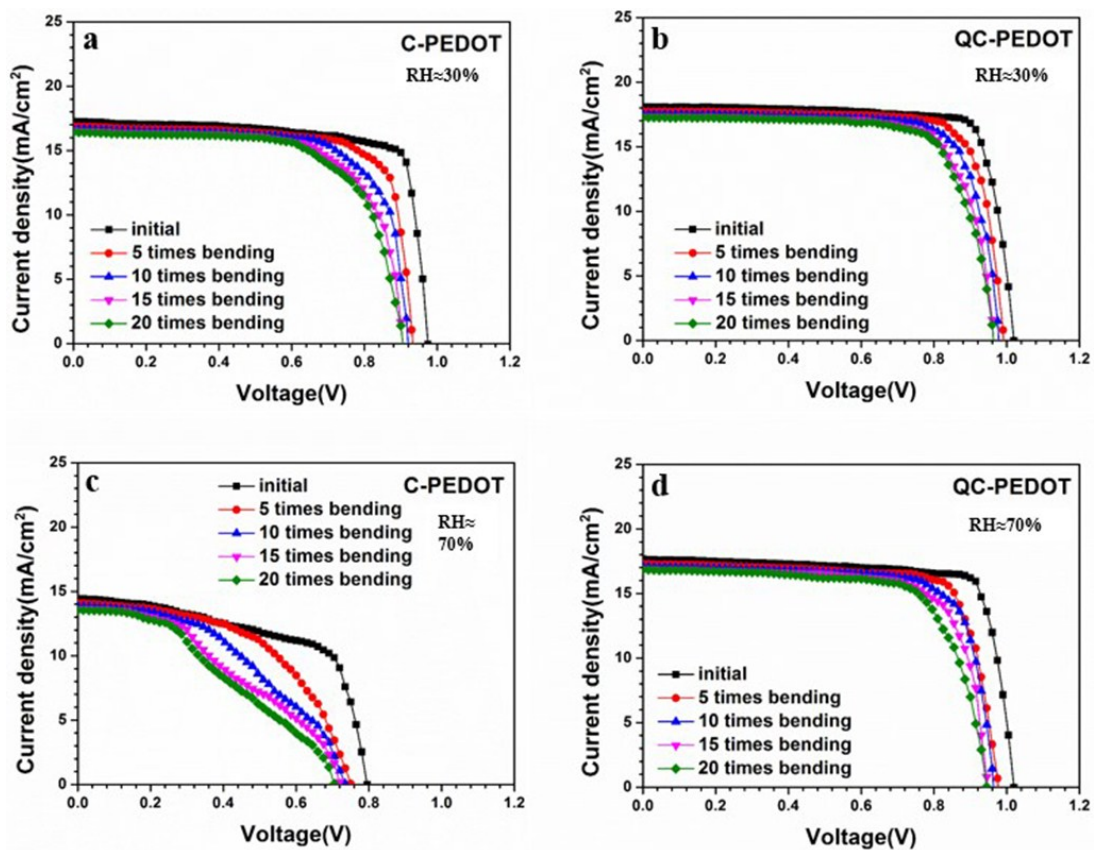 a
C-PEDOT
RH≈30%
initial
5 times bending
10 times bending
15 times bending
20 times bending
Current density(mA/cm²)
25
20
15
10
5
0
0.0 0.2 0.4 0.6 0.8 1.0 1.2
Voltage(V)
b
QC-PEDOT
RH≈30%
initial
5 times bending
10 times bending
15 times bending
20 times bending
Current density(mA/cm²)
25
20
15
10
5
0
0.0 0.2 0.4 0.6 0.8 1.0 1.2
Voltage(V)
c
C-PEDOT
RH≈
70%
initial
5 times bending
10 times bending
15 times bending
20 times bending
Current density(mA/cm²)
25
20
15
10
5
0
0.0 0.2 0.4 0.6 0.8 1.0 1.2
Voltage(V)
d
QC-PEDOT
RH≈70%
initial
5 times bending
10 times bending
15 times bending
20 times bending
Current density(mA/cm²)
25
20
15
10
5
0
0.0 0.2 0.4 0.6 0.8 1.0 1.2
Voltage(V)